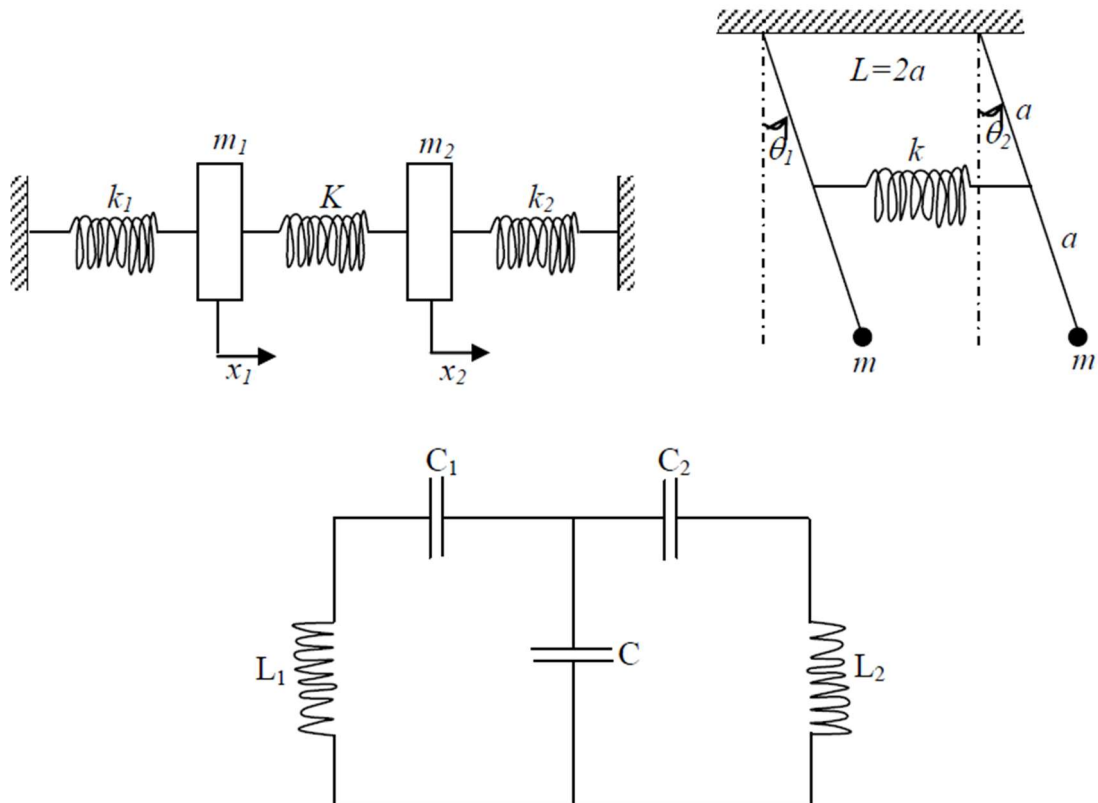 k₁
m₁
K
m₂
k₂
x₁
x₂
L=2a
θ₁
θ₂
a
k
a
m
m
C₁
C₂
L₁
C
L₂